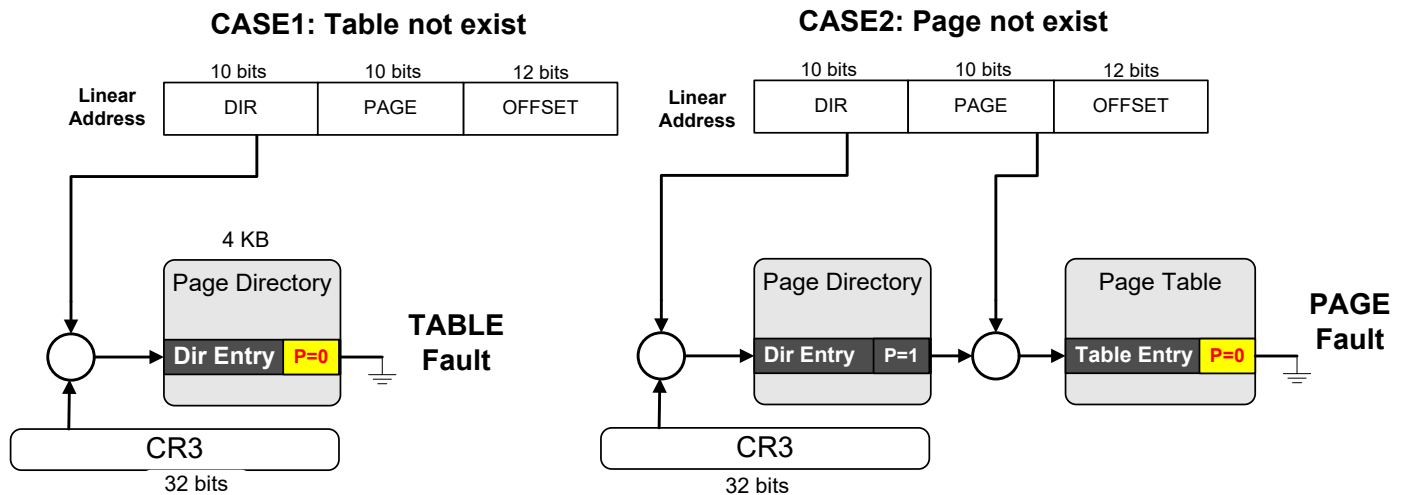 CASE1: Table not exist
10 bits 10 bits 12 bits
Linear
Address
DIR PAGE OFFSET
4 KB
Page Directory
Dir Entry P=0
TABLE
Fault
CR3
32 bits
CASE2: Page not exist
10 bits 10 bits 12 bits
Linear
Address
DIR PAGE OFFSET
Page Directory
Dir Entry P=1
Page Table
Table Entry P=0
PAGE
Fault
CR3
32 bits